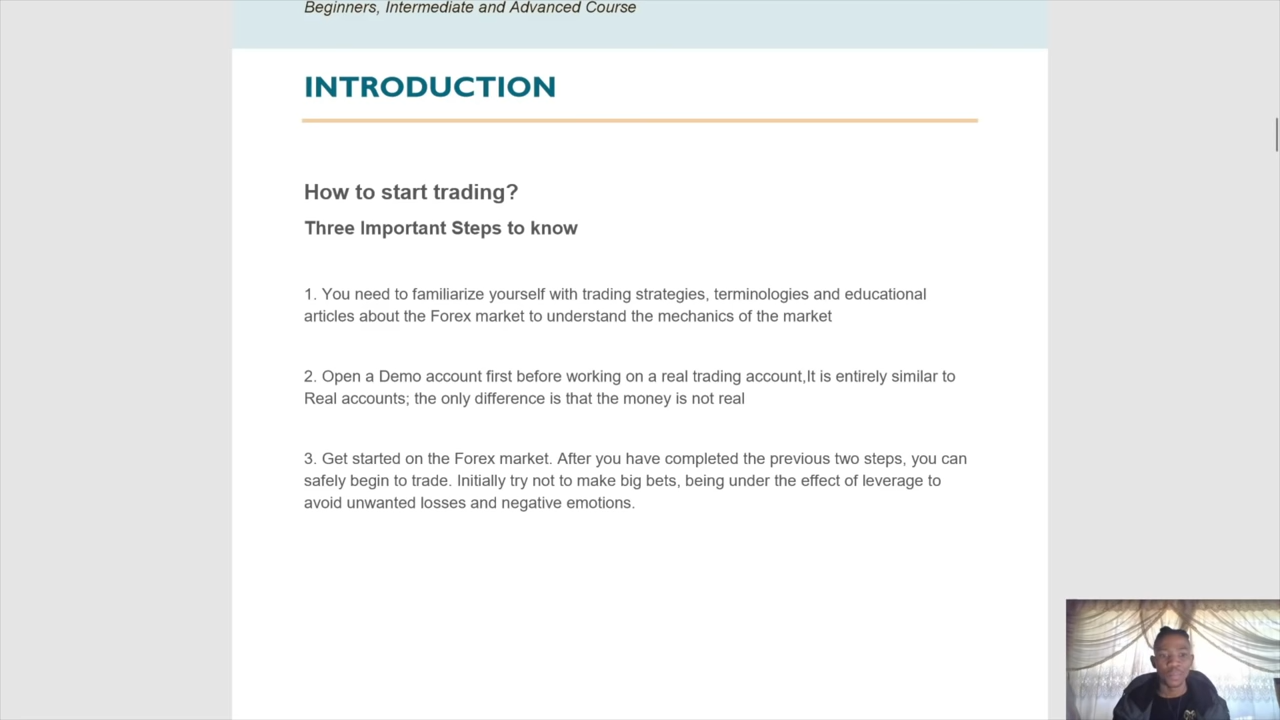 Beginners, Intermediate and Advanced Course
INTRODUCTION
How to start trading?
Three Important Steps to know
1. You need to familiarize yourself with trading strategies, terminologies and educational
articles about the Forex market to understand the mechanics of the market
2. Open a Demo account first before working on a real trading account,It is entirely similar to
Real accounts; the only difference is that the money is not real
3. Get started on the Forex market. After you have completed the previous two steps, you can
safely begin to trade. Initially try not to make big bets, being under the effect of leverage to
avoid unwanted losses and negative emotions.